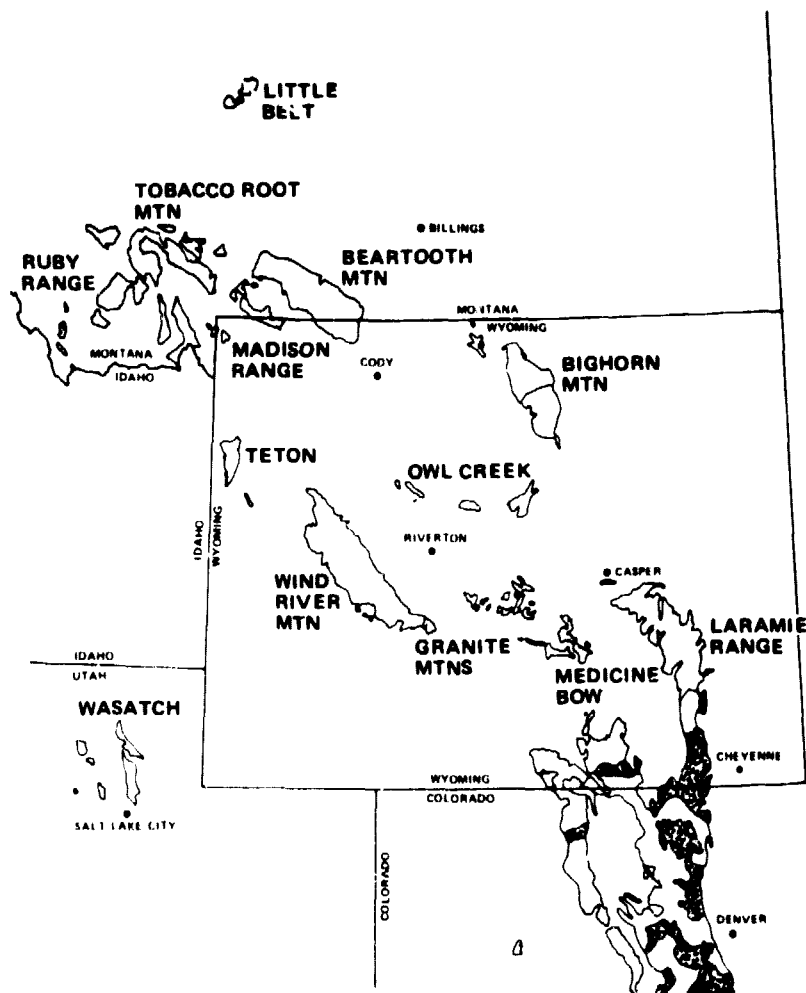 LITTLE
BELT
TOBACCO ROOT
MTN
BILLINGS
RUBY
RANGE
BEARTOOTH
MTN
MONTANA
WYOMING
MONTANA
IDAHO
MADISON
RANGE
CODY
BIGHORN
MTN
TETON
OWL CREEK
IDAHO
WYOMING
RIVERTON
WIND
RIVER
MTN
CASPER
GRANITE
MTNS
LARAMIE
RANGE
MEDICINE
BOW
IDAHO
UTAH
WASATCH
CHEYENNE
WYOMING
COLORADO
SALT LAKE CITY
COLORADO
DENVER